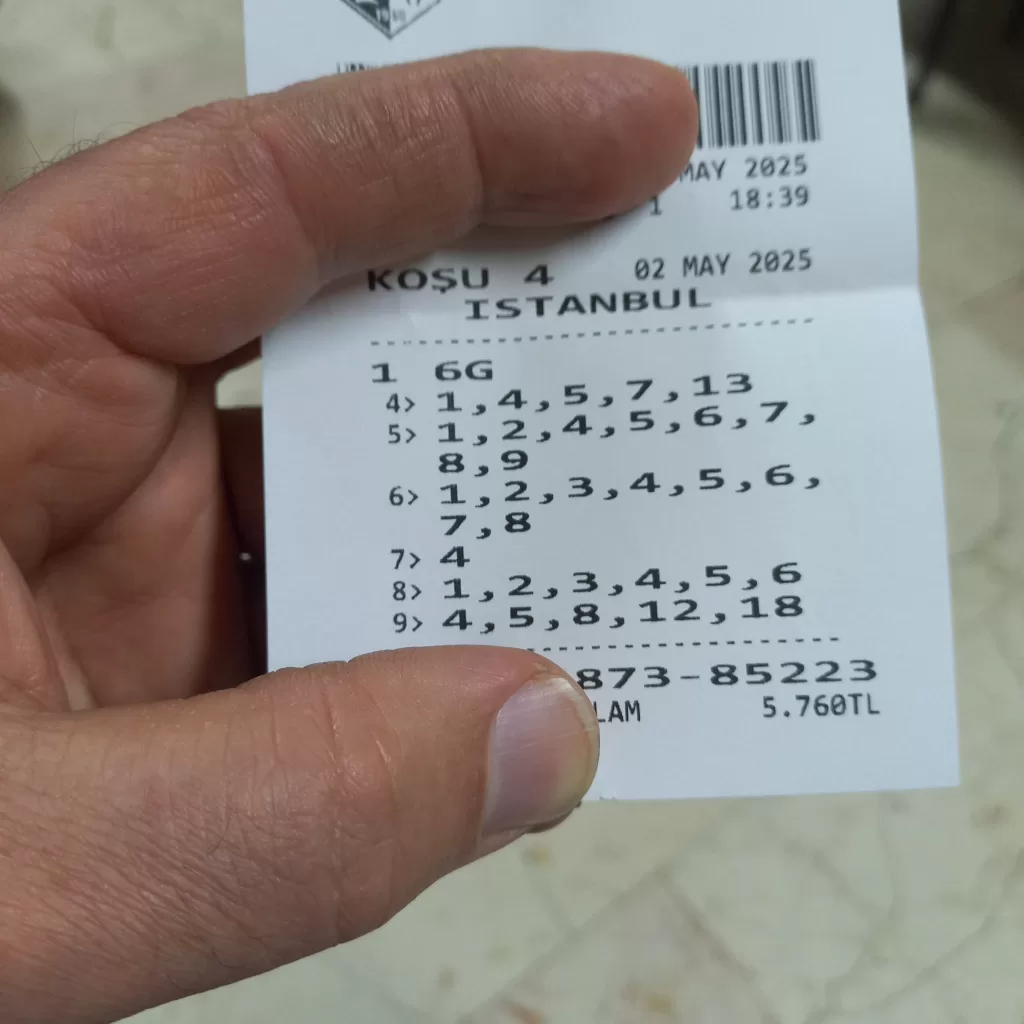 MAY 2025
1 18:39
KOŞU 4 02 MAY 2025
ISTANBUL
1 6G
4> 1,4,5,7,13
5> 1,2,4,5,6,7,
8,9
6> 1,2,3,4,5,6,
7,8
7> 4
8> 1,2,3,4,5,6
9> 4,5,8,12,18
873-85223
LAM 5.760TL